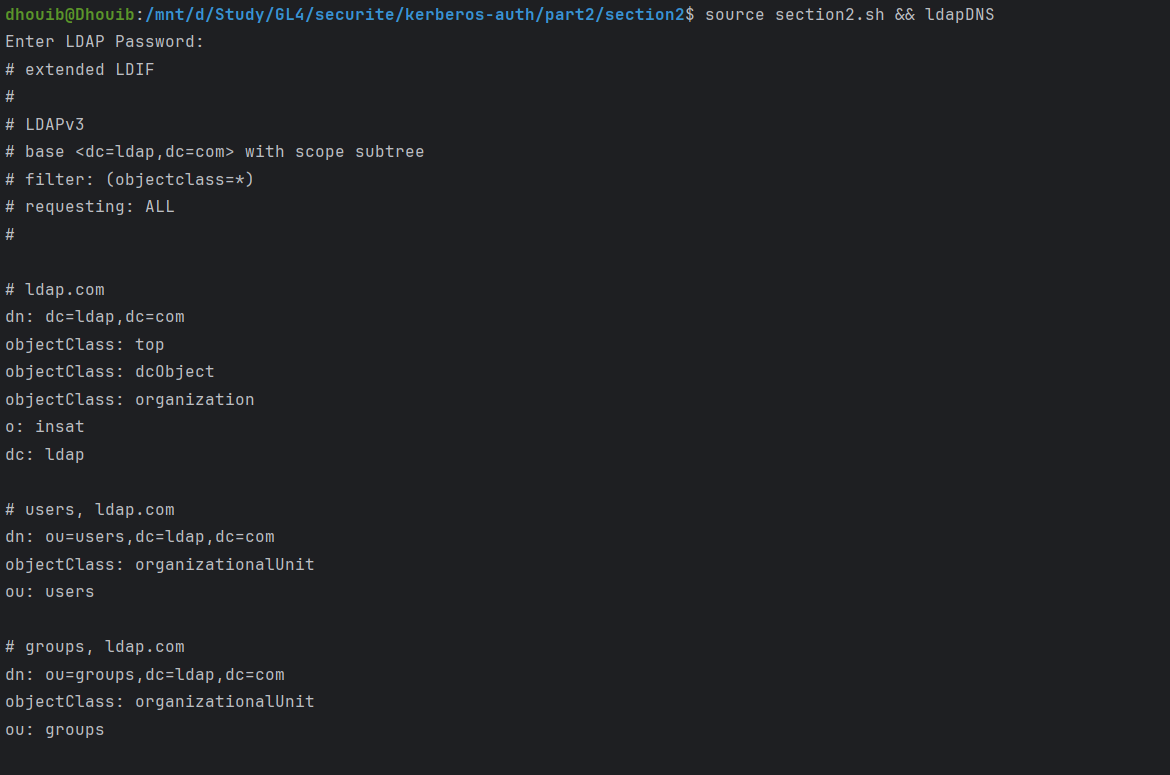 dhouib@Dhouib:/mnt/d/Study/GL4/securite/kerberos-auth/part2/section2$ source section2.sh && ldapDNS
Enter LDAP Password:
# extended LDIF
#
# LDAPv3
# base <dc=ldap,dc=com> with scope subtree
# filter: (objectclass=*)
# requesting: ALL
#
# ldap.com
dn: dc=ldap,dc=com
objectClass: top
objectClass: dcObject
objectClass: organization
o: insat
dc: ldap
# users, ldap.com
dn: ou=users,dc=ldap,dc=com
objectClass: organizationalUnit
ou: users
# groups, ldap.com
dn: ou=groups,dc=ldap,dc=com
objectClass: organizationalUnit
ou: groups